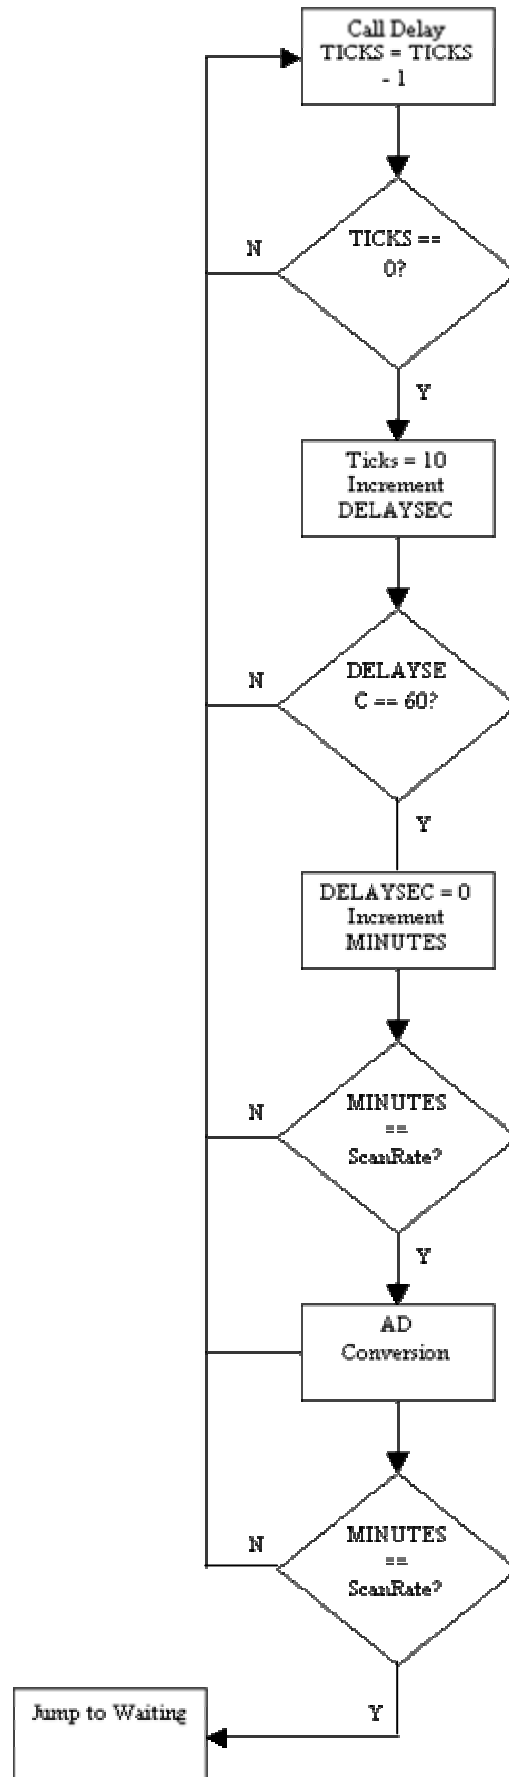 Call Delay
TICKS = TICKS
- 1
TICKS ==
0?
N
Y
Ticks = 10
Increment
DELAYSEC
DELAYSE
C == 60?
N
Y
DELAYSEC = 0
Increment
MINUTES
MINUTES
==
ScanRate?
N
Y
AD
Conversion
MINUTES
==
ScanRate?
N
Y
Jump to Waiting